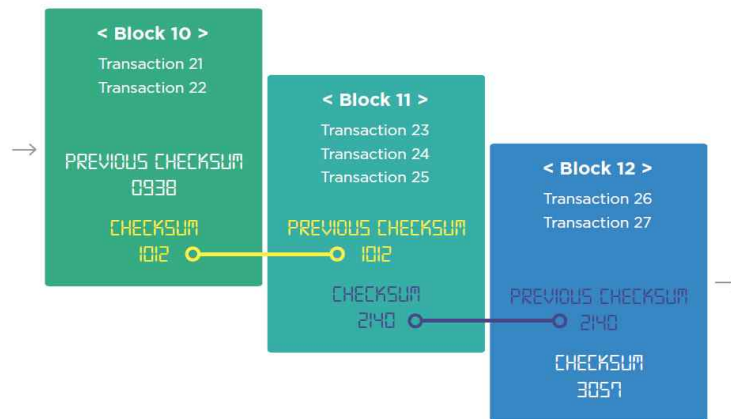 < Block 10 >
Transaction 21
Transaction 22
PREVIOUS CHECKSUM
0938
CHECKSUM
1012
< Block 11 >
Transaction 23
Transaction 24
Transaction 25
PREVIOUS CHECKSUM
1012
CHECKSUM
2140
< Block 12 >
Transaction 26
Transaction 27
PREVIOUS CHECKSUM
2140
CHECKSUM
3057